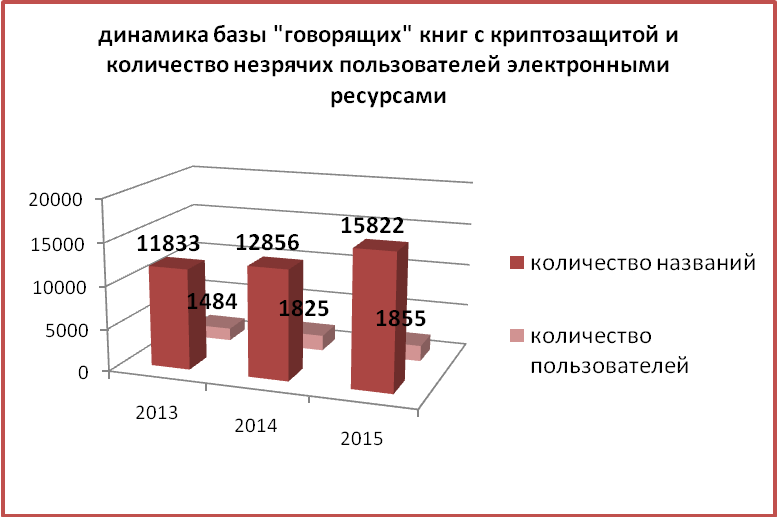 динамика базы "говорящих" книг с криптозащитой и
количество незрячих пользователей электронными
ресурсами
20000
15000
10000
5000
0
11833
12856
15822
1484
1825
1855
2013
2014
2015
количество названий
количество
пользователей